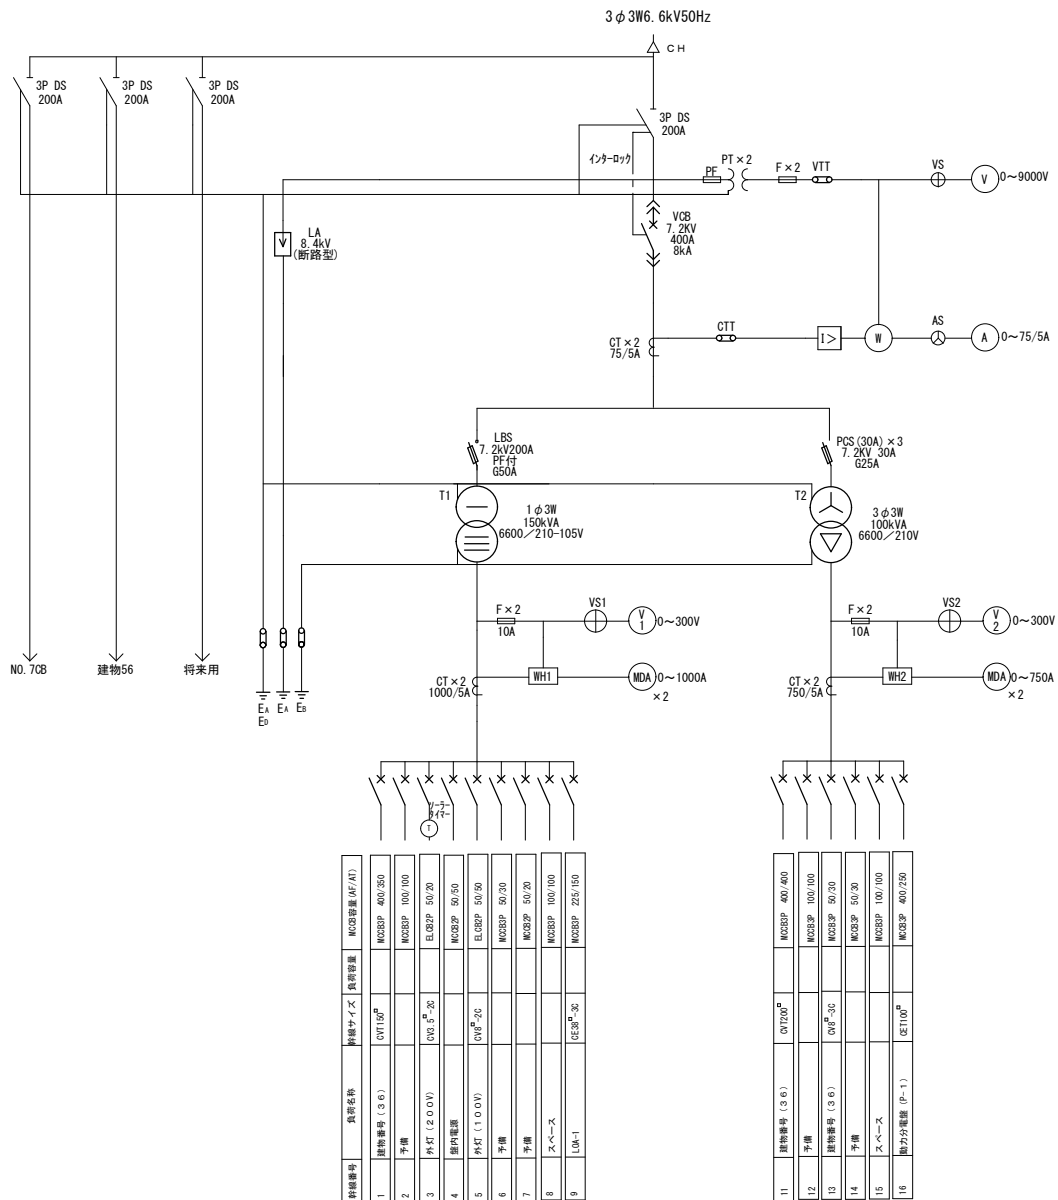 3φ3W6.6kV50Hz
CH
3P DS
200A
3P DS
200A
3P DS
200A
3P DS
200A
インターロック
PF
PT×2
F×2
VTT
VS
V
0～9000V
LA
8.4kV
(断路型)
VCB
7.2KV
400A
8kA
CT×2
75/5A
CTT
I>
W
AS
A
0～75/5A
LBS
7.2kV200A
PF付
G50A
PCS(30A)×3
7.2KV 30A
G25A
T1
1φ3W
150kVA
6600／210-105V
T2
3φ3W
100kVA
6600／210V
F×2
10A
VS1
V
1
0～300V
F×2
10A
VS2
V
2
0～300V
CT×2
1000/5A
WH1
MDA
0～1000A
×2
CT×2
750/5A
WH2
MDA
0～750A
×2
NO.7CB
建物56
将来用
EA
ED
EA
EB
ソーラー
タイマー
T
幹線番号 負荷名称 幹線サイズ 負荷容量 MCCB容量(AF/AT)
1 建物番号(36) CVT150□ MCCB3P 400/350
2 予備 MCCB3P 100/100
3 外灯(200V) CV3.5□-2C ELCB2P 50/20
4 盤内電源 MCCB2P 50/50
5 外灯(100V) CV8□-2C ELCB2P 50/50
6 予備 MCCB3P 50/30
7 予備 MCCB2P 50/20
8 スペース MCCB3P 100/100
9 LOA-1 CE38□-3C MCCB3P 225/150
11 建物番号(36) CVT200□ MCCB3P 400/400
12 予備 MCCB3P 100/100
13 建物番号(36) CV8□-3C MCCB3P 50/30
14 予備 MCCB3P 50/30
15 スペース MCCB3P 100/100
16 動力分電盤(P-1) CET100□ MCCB3P 400/250